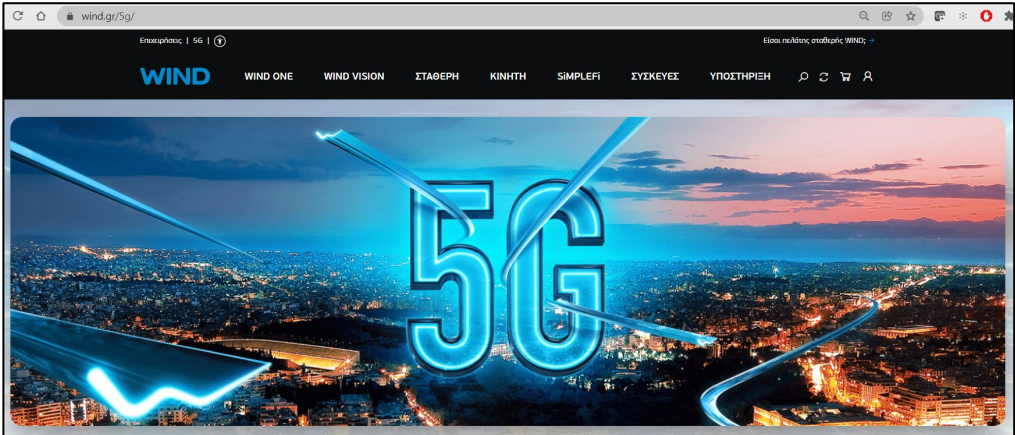 wind.gr/5g/
Επιχειρήσεις | 5G |
Είσαι πελάτης σταθερής WIND; →
WIND WIND ONE WIND VISION ΣΤΑΘΕΡΗ ΚΙΝΗΤΗ SiMPLEFi ΣΥΣΚΕΥΕΣ ΥΠΟΣΤΗΡΙΞΗ
5G